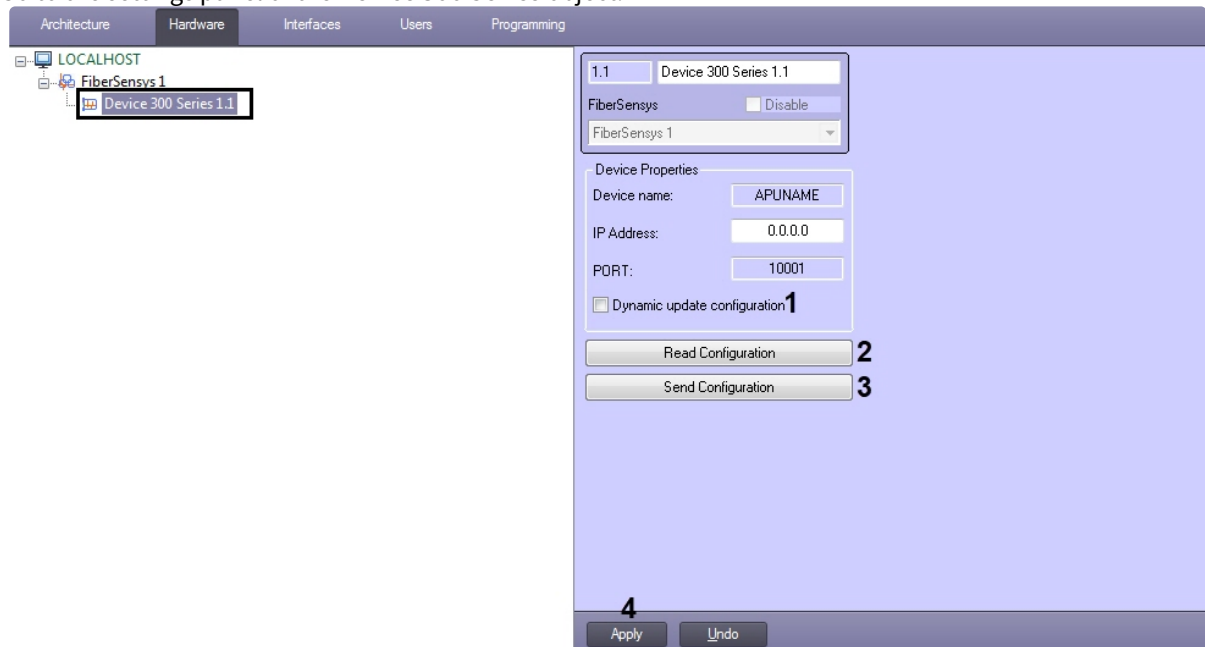 Architecture Hardware Interfaces Users Programming
LOCALHOST
FiberSensys 1
Device 300 Series 1.1
1.1 Device 300 Series 1.1
FiberSensys Disable
FiberSensys 1
Device Properties
Device name: APUNAME
IP Address: 0.0.0.0
PORT: 10001
Dynamic update configuration 1
Read Configuration 2
Send Configuration 3
4
Apply Undo